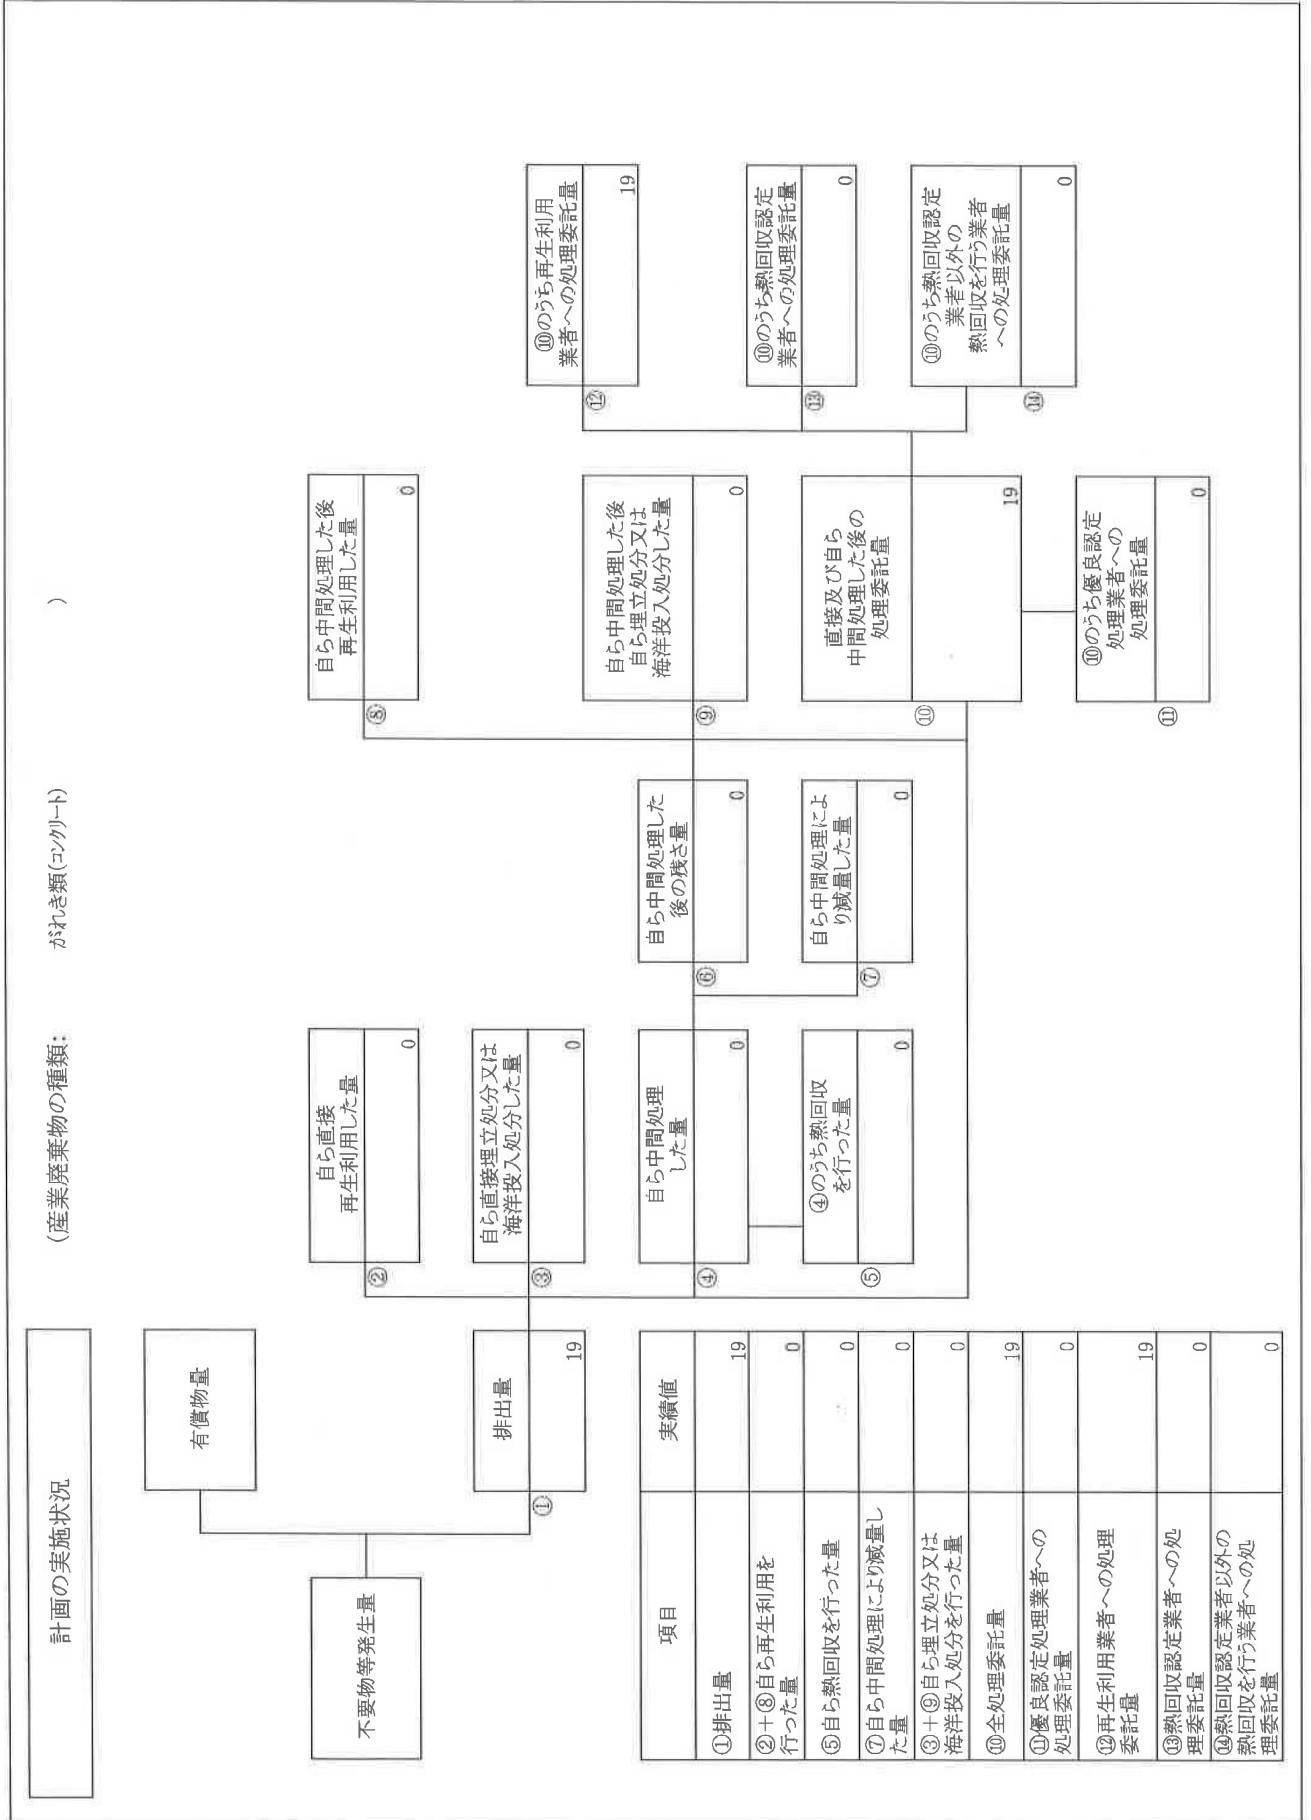 計画の実施状況
(産業廃棄物の種類:
がれき類(コンクリート)
)
不要物等発生量
有償物量
排出量
①
19
自ら直接
再生利用した量
②
0
自ら直接埋立処分又は
海洋投入処分した量
③
0
自ら中間処理
した量
④
0
④のうち熱回収
を行った量
⑤
0
自ら中間処理した
後の残さ量
⑥
0
自ら中間処理によ
り減量した量
⑦
0
自ら中間処理した後
再生利用した量
⑧
0
自ら中間処理した後
自ら埋立処分又は
海洋投入処分した量
⑨
0
直接及び自ら
中間処理した後の
処理委託量
⑩
19
⑩のうち優良認定
処理業者への
処理委託量
⑪
0
⑩のうち再生利用
業者への処理委託量
⑫
19
⑩のうち熱回収認定
業者への処理委託量
⑬
0
⑩のうち熱回収認定
業者以外の
熱回収を行う業者
への処理委託量
⑭
0
項目 実績値
①排出量 19
②+⑧自ら再生利用を
行った量 0
⑤自ら熱回収を行った量 0
⑦自ら中間処理により減量し
た量 0
③+⑨自ら埋立処分又は
海洋投入処分を行った量 0
⑩全処理委託量 19
⑪優良認定処理業者への
処理委託量 0
⑫再生利用業者への処理
委託量 19
⑬熱回収認定業者への処
理委託量 0
⑭熱回収認定業者以外の
熱回収を行う業者への処
理委託量 0